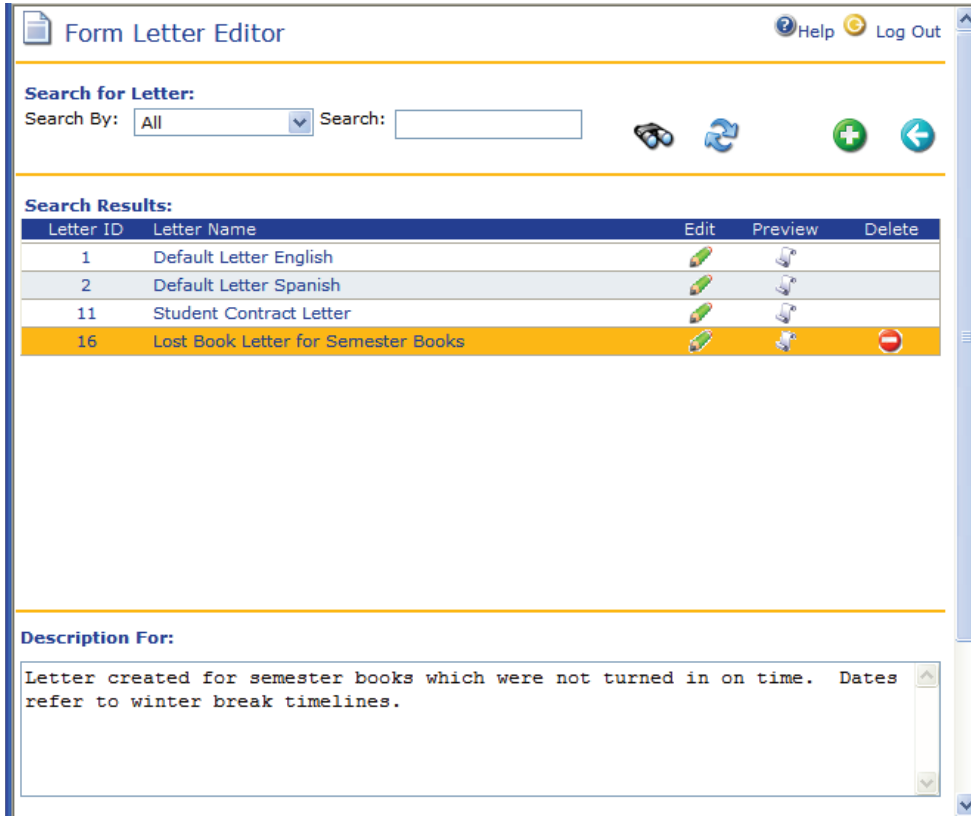 Form Letter Editor
Help Log Out
Search for Letter:
Search By: All Search:
Search Results:
Letter ID Letter Name Edit Preview Delete
1 Default Letter English
2 Default Letter Spanish
11 Student Contract Letter
16 Lost Book Letter for Semester Books
Description For:
Letter created for semester books which were not turned in on time.  Dates
refer to winter break timelines.